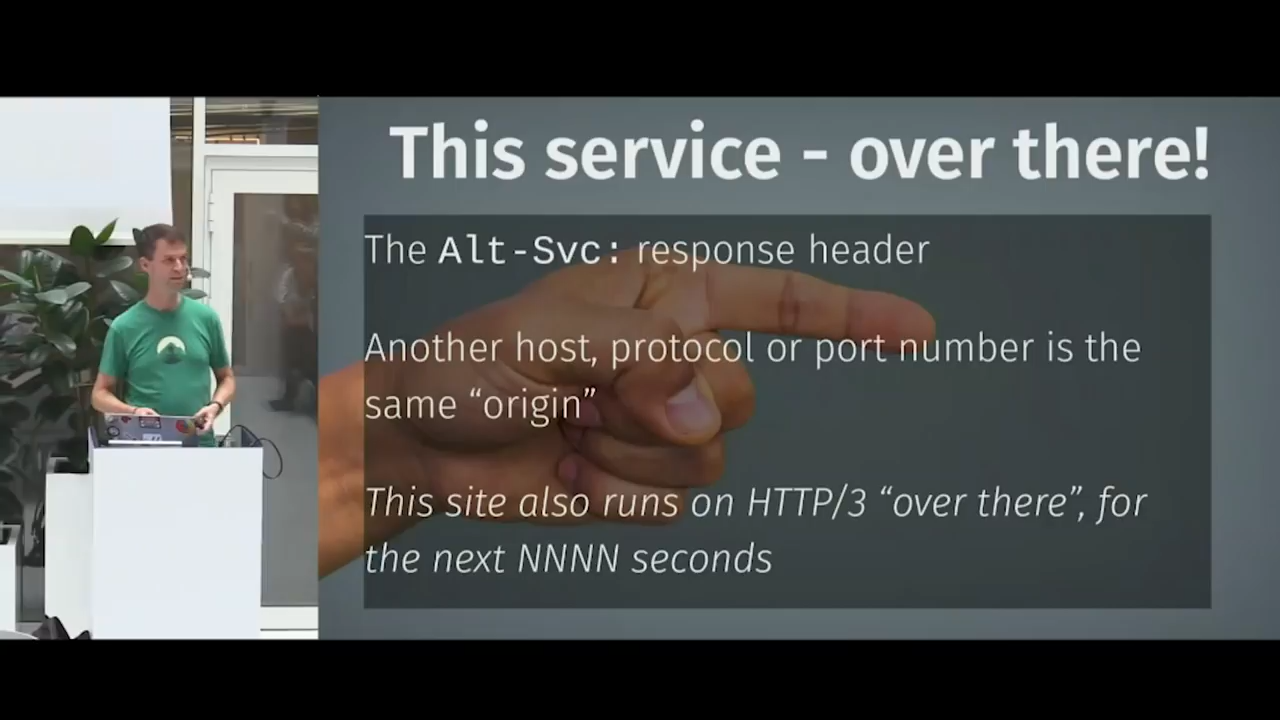 This service - over there!
The Alt-Svc: response header
Another host, protocol or port number is the
same “origin”
This site also runs on HTTP/3 “over there”, for
the next NNNN seconds